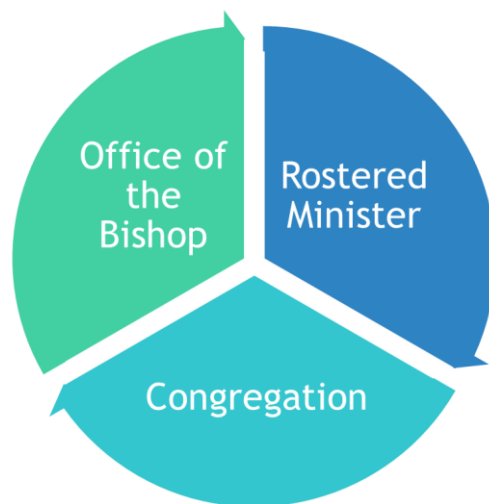 Office of
the
Bishop
Rostered
Minister
Congregation